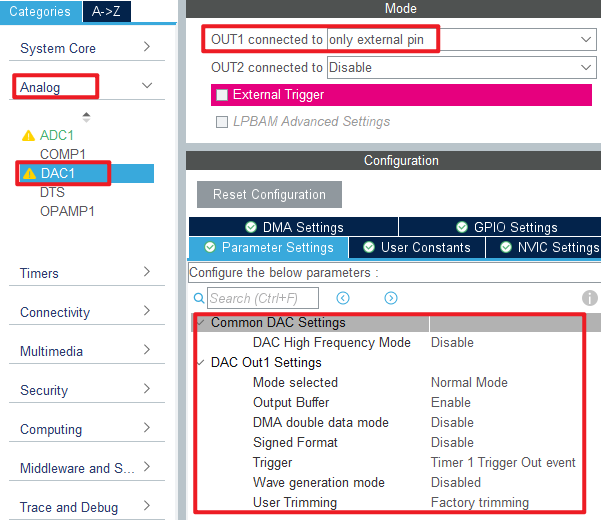 Categories A->Z
System Core
Analog
ADC1
COMP1
DAC1
DTS
OPAMP1
Timers
Connectivity
Multimedia
Security
Computing
Middleware and S...
Trace and Debug
Mode
OUT1 connected to only external pin
OUT2 connected to Disable
External Trigger
LPBAM Advanced Settings
Configuration
Reset Configuration
DMA Settings GPIO Settings
Parameter Settings User Constants NVIC Settings
Configure the below parameters :
Search (Ctrl+F)
Common DAC Settings
DAC High Frequency Mode Disable
DAC Out1 Settings
Mode selected Normal Mode
Output Buffer Enable
DMA double data mode Disable
Signed Format Disable
Trigger Timer 1 Trigger Out event
Wave generation mode Disabled
User Trimming Factory trimming